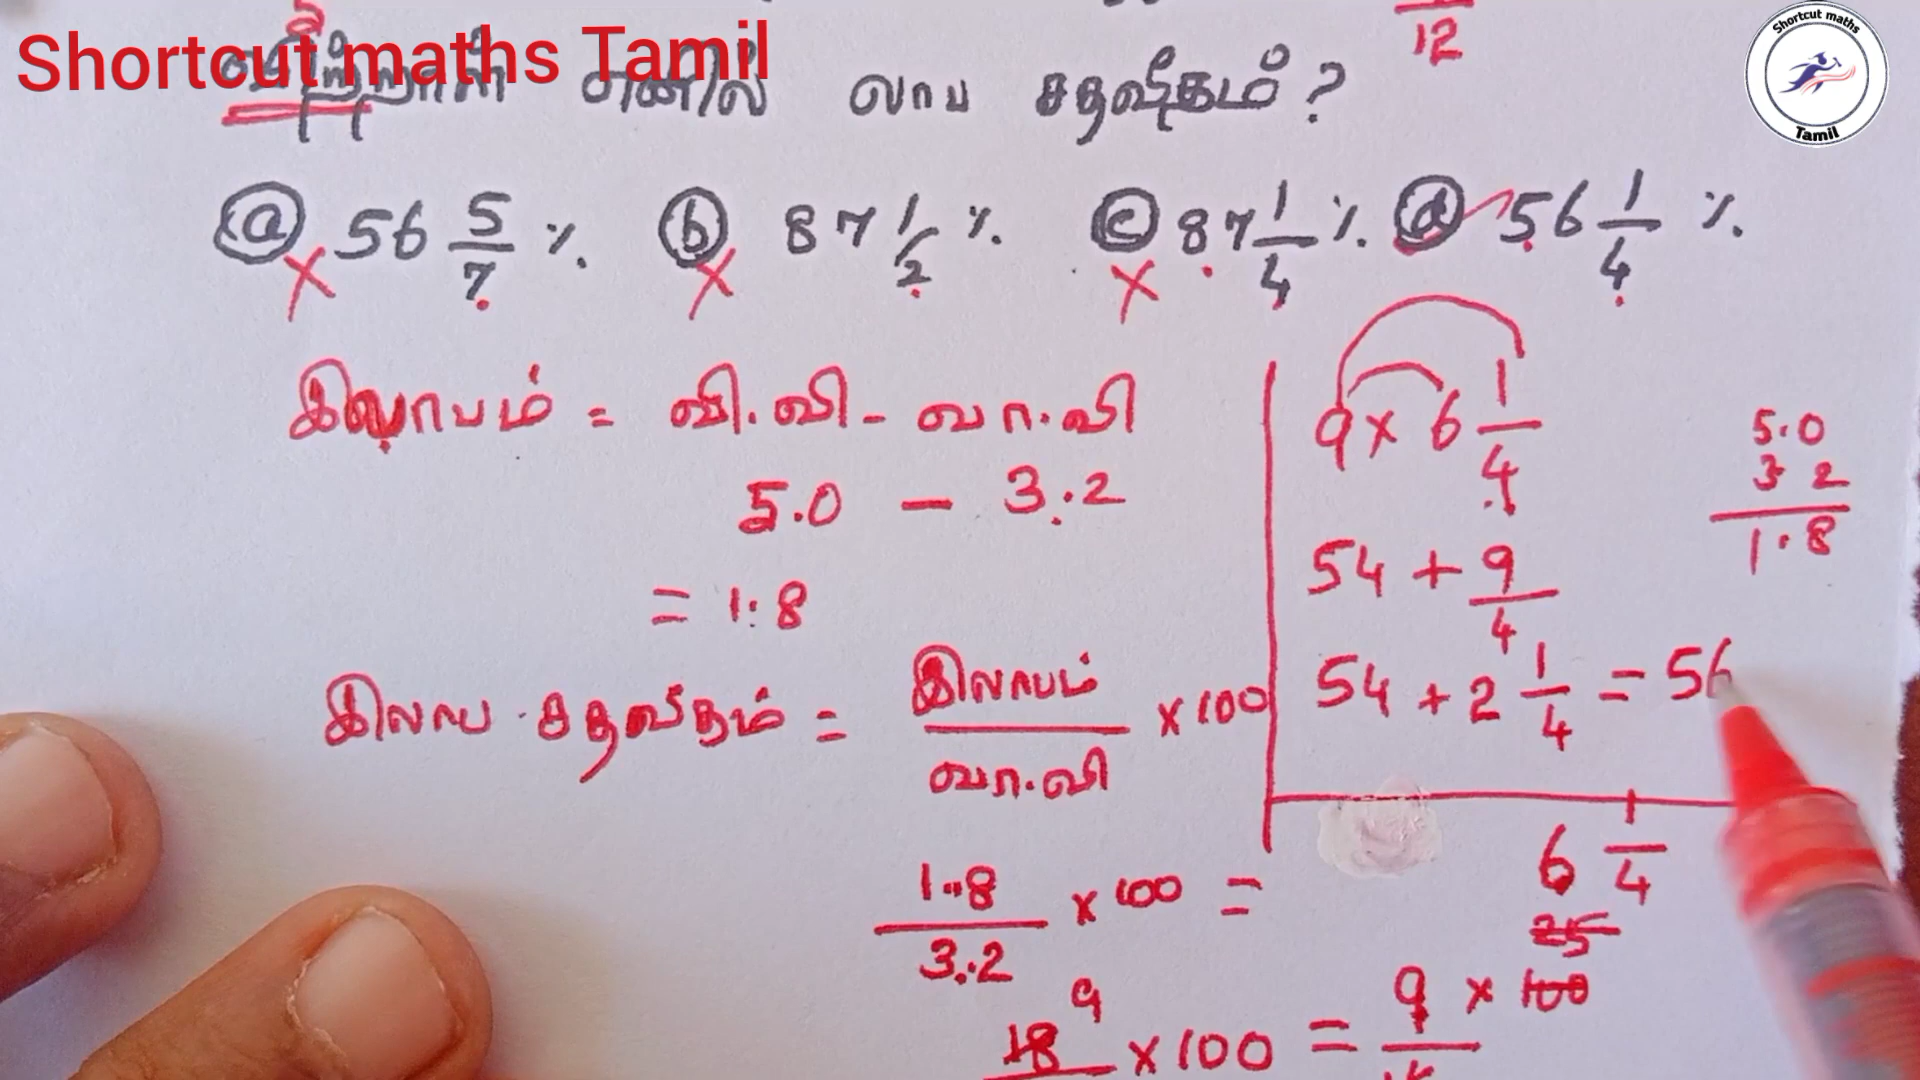 Shortcut maths Tamil
Shortcut maths
Tamil
12
எனில் லாப சதவீதம் ?
ⓐ 56 5/7 %. ⓑ 87 1/2 %. ⓒ 87 1/4 %. ⓓ 56 1/4 %.
இலாபம் = வி.வி - வா.வி
5.0 - 3.2
= 1.8
இலாப சதவீதம் = இலாபம்/வா.வி x 100
1.8/3.2 x 100 =
18 9 x 100 = 9 x 100
9 x 6 1/4
54 + 9/4
54 + 2 1/4 = 56
6 1/4
25
5.0
3 2
1.8